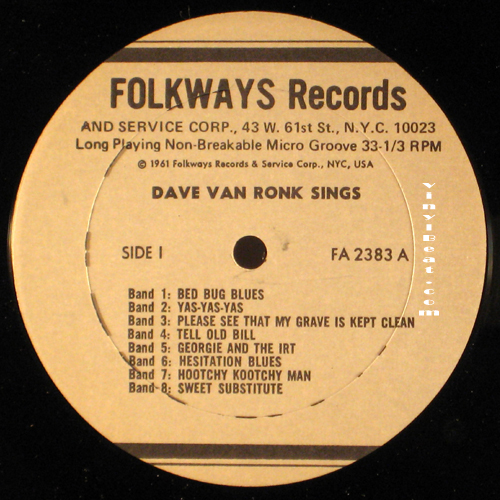 FOLKWAYS Records
AND SERVICE CORP., 43 W. 61st St., N.Y.C. 10023
Long Playing Non-Breakable Micro Groove 33-1/3 RPM
© 1961 Folkways Records & Service Corp., NYC, USA
DAVE VAN RONK SINGS
SIDE I
FA 2383 A
Band 1: BED BUG BLUES
Band 2: YAS-YAS-YAS
Band 3: PLEASE SEE THAT MY GRAVE IS KEPT CLEAN
Band 4: TELL OLD BILL
Band 5: GEORGIE AND THE IRT
Band 6: HESITATION BLUES
Band 7: HOOTCHY KOOTCHY MAN
Band 8: SWEET SUBSTITUTE
VinylBeat.com